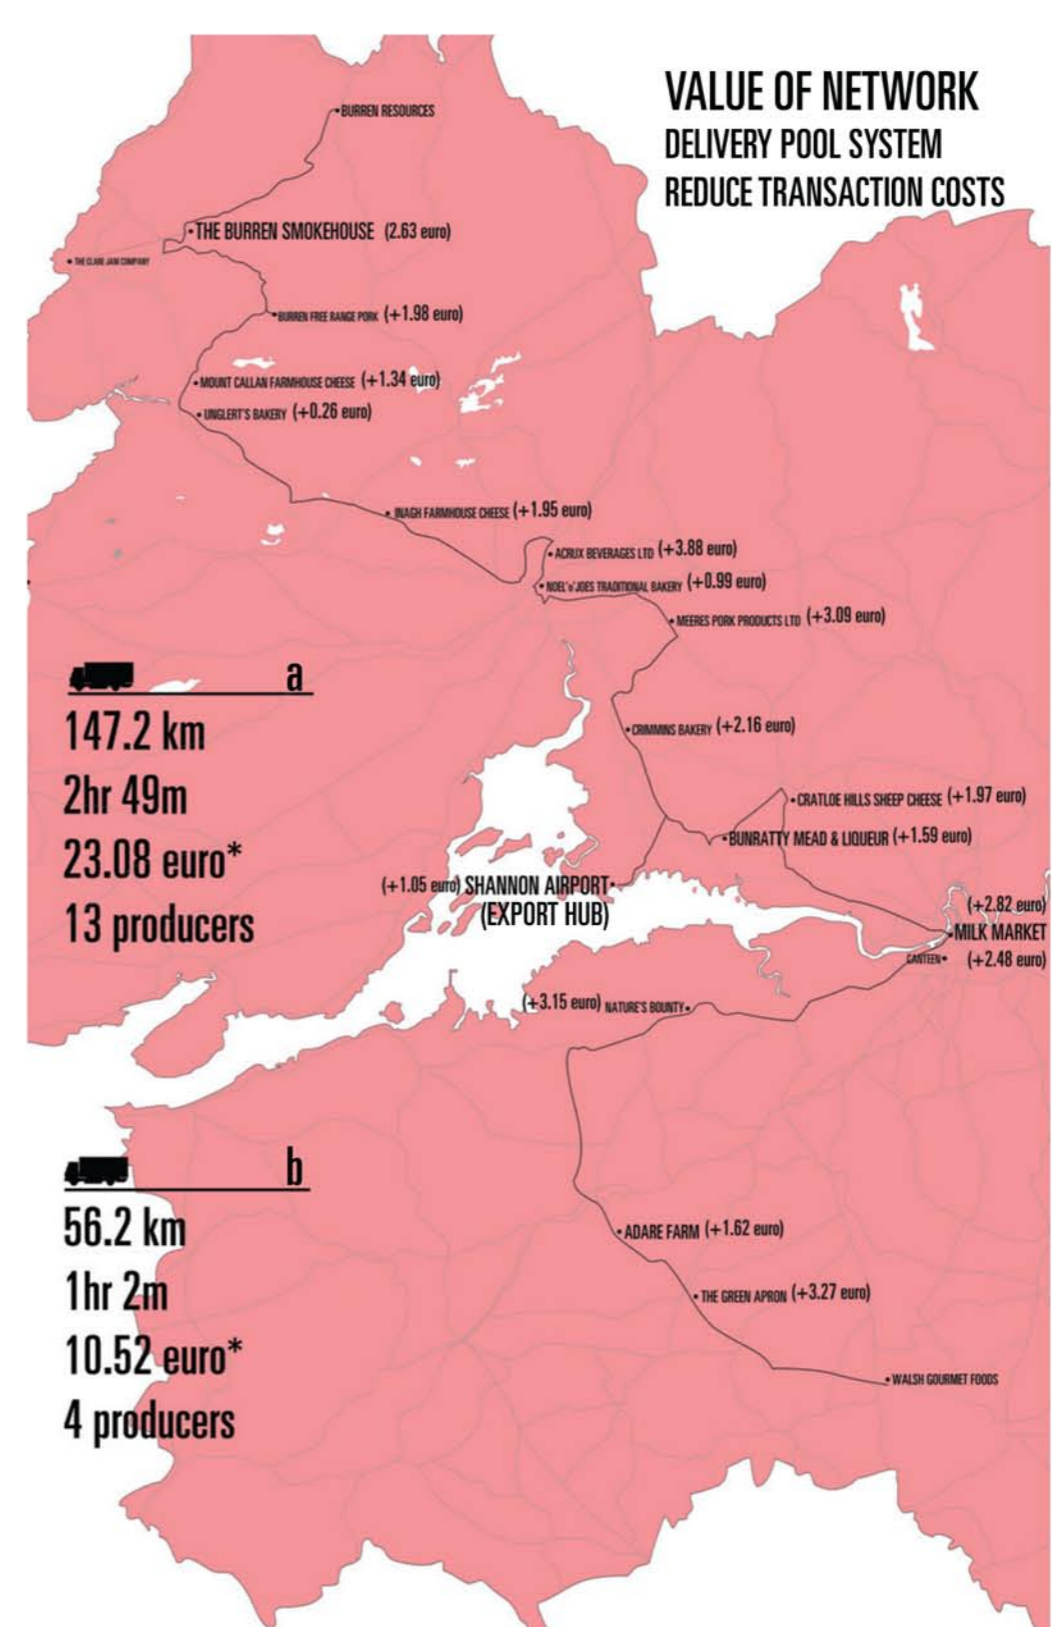 VALUE OF NETWORK
DELIVERY POOL SYSTEM
REDUCE TRANSACTION COSTS
BURREN RESOURCES
THE BURREN SMOKEHOUSE (2.63 euro)
THE CLARE JAM COMPANY
BURREN FREE RANGE PORK (+1.98 euro)
MOUNT CALLAN FARMHOUSE CHEESE (+1.34 euro)
UNGLERT'S BAKERY (+0.26 euro)
INAGH FARMHOUSE CHEESE (+1.95 euro)
ACRUX BEVERAGES LTD (+3.88 euro)
NOEL'n'JOES TRADITIONAL BAKERY (+0.99 euro)
MEERES PORK PRODUCTS LTD (+3.09 euro)
a
147.2 km
2hr 49m
23.08 euro*
13 producers
CRIMMINS BAKERY (+2.16 euro)
CRATLOE HILLS SHEEP CHEESE (+1.97 euro)
BUNRATTY MEAD & LIQUEUR (+1.59 euro)
(+1.05 euro) SHANNON AIRPORT
(EXPORT HUB)
(+2.82 euro)
MILK MARKET
CANTEEN (+2.48 euro)
(+3.15 euro) NATURE'S BOUNTY
b
56.2 km
1hr 2m
10.52 euro*
4 producers
ADARE FARM (+1.62 euro)
THE GREEN APRON (+3.27 euro)
WALSH GOURMET FOODS